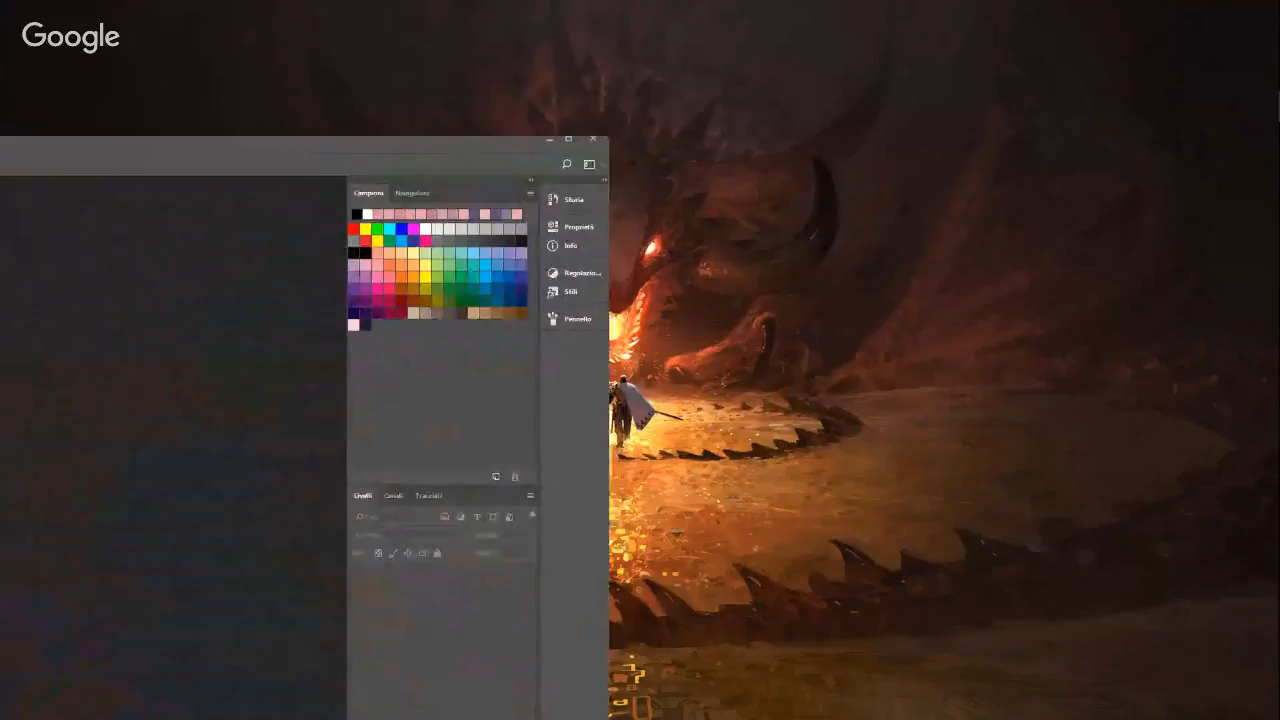 Google
Campioni Navigatore
Storia
Proprietà
Info
Regolazio...
Stili
Pennello
Livelli Canali Tracciati